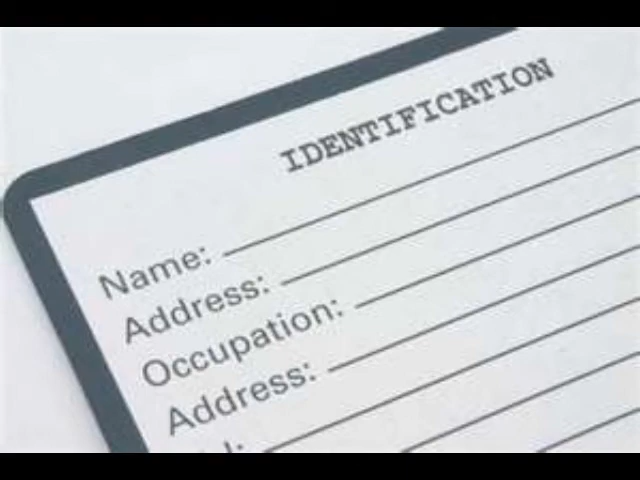 IDENTIFICATION
Name:
Address:
Occupation:
Address: